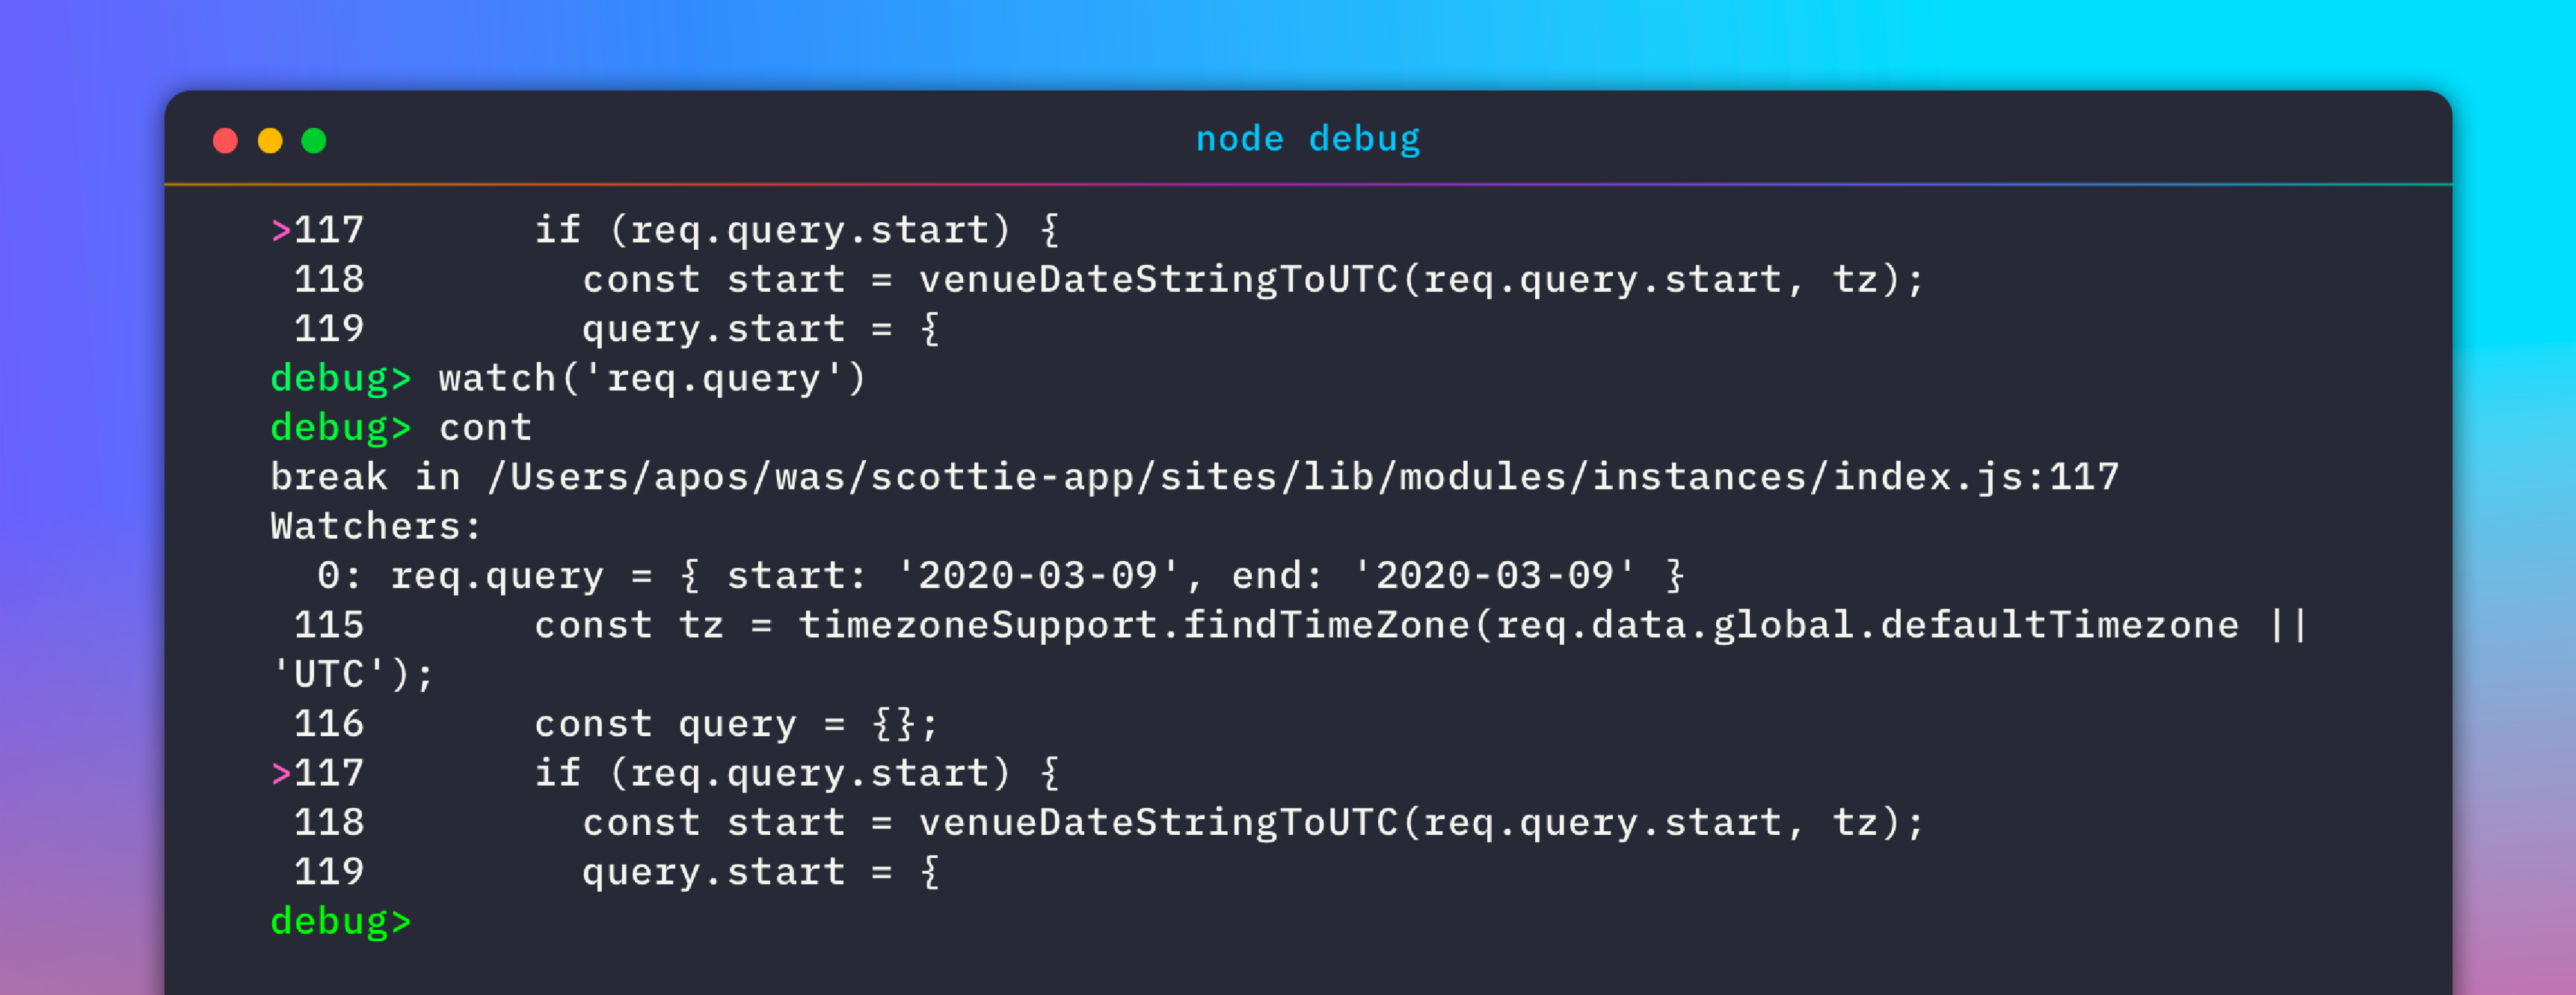 node debug
>117       if (req.query.start) {
 118         const start = venueDateStringToUTC(req.query.start, tz);
 119         query.start = {
debug> watch('req.query')
debug> cont
break in /Users/apos/was/scottie-app/sites/lib/modules/instances/index.js:117
Watchers:
  0: req.query = { start: '2020-03-09', end: '2020-03-09' }
 115       const tz = timezoneSupport.findTimeZone(req.data.global.defaultTimezone ||
'UTC');
 116       const query = {};
>117       if (req.query.start) {
 118         const start = venueDateStringToUTC(req.query.start, tz);
 119         query.start = {
debug>